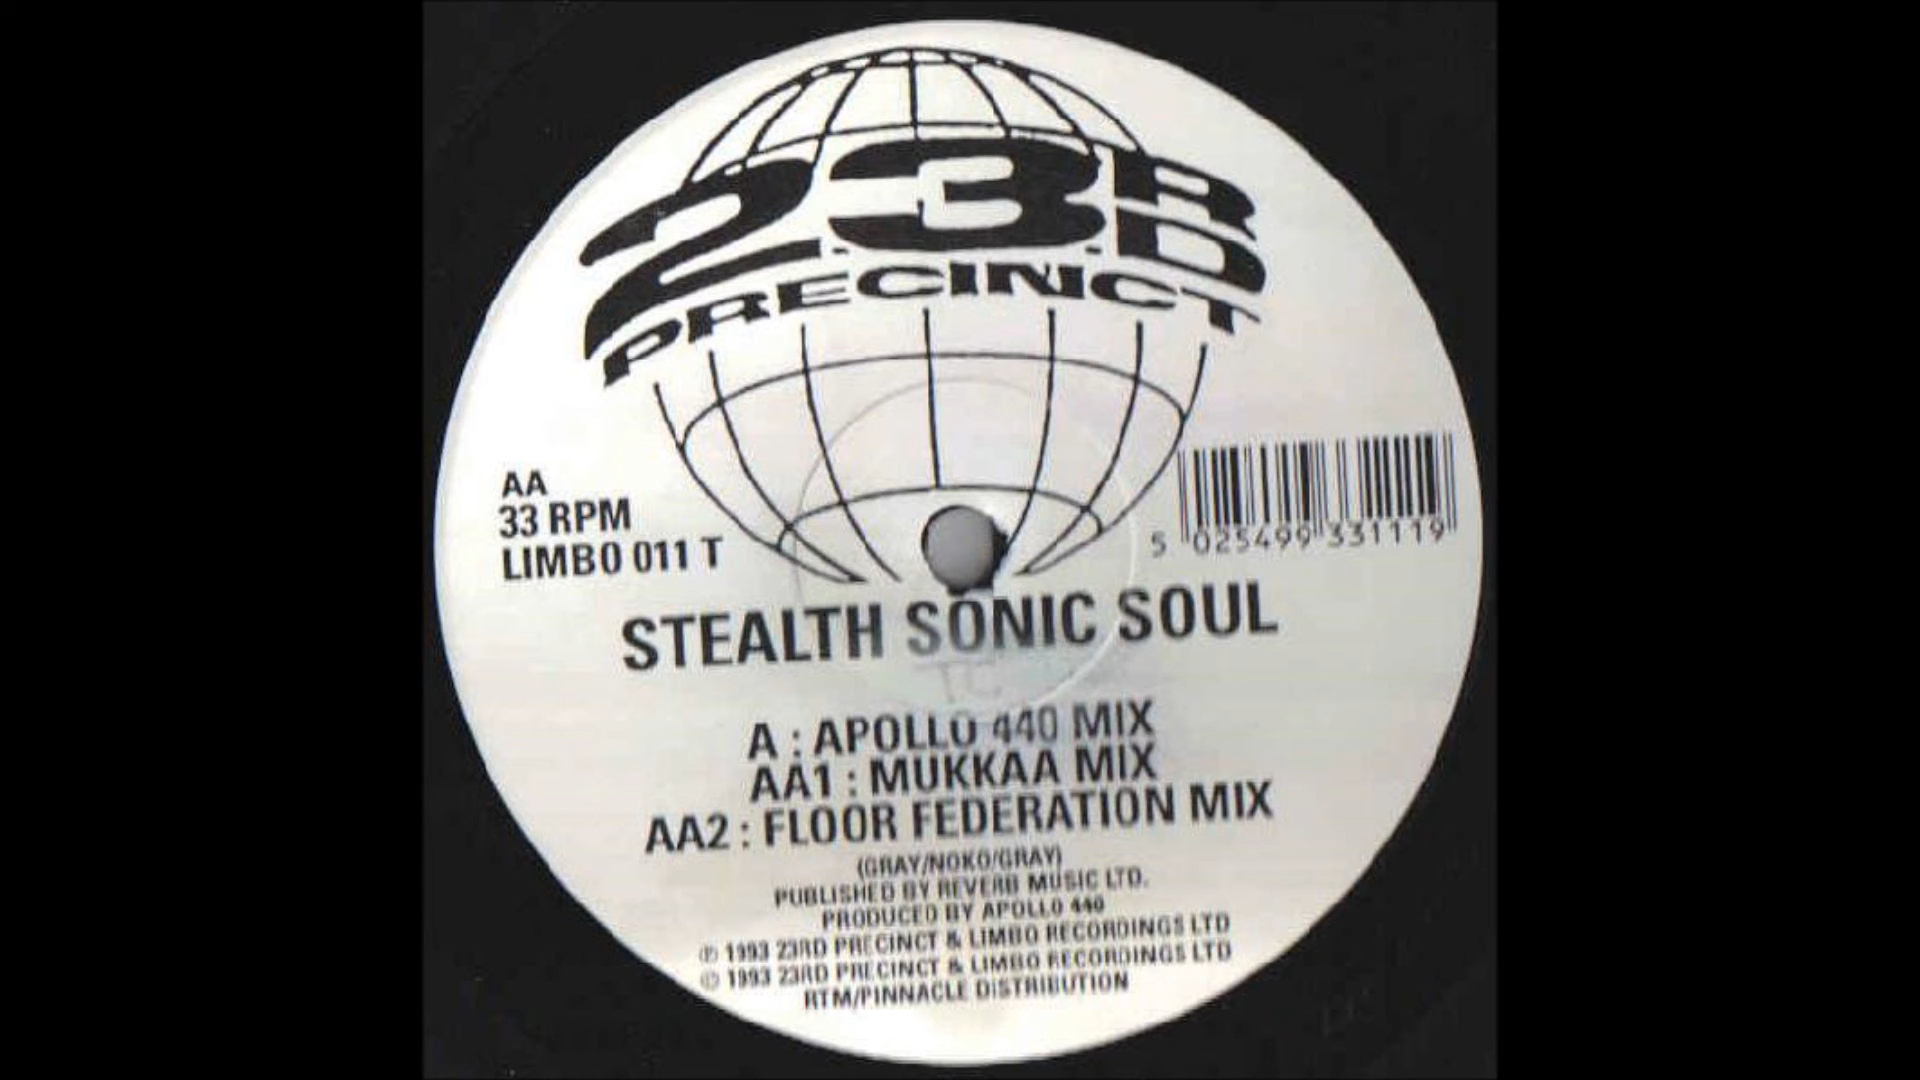 23RD
PRECINCT
AA
33 RPM
LIMBO 011 T
5 025499 331119
STEALTH SONIC SOUL
A : APOLLO 440 MIX
AA1 : MUKKAA MIX
AA2 : FLOOR FEDERATION MIX
(GRAY/NOKO/GRAY)
PUBLISHED BY REVERB MUSIC LTD.
PRODUCED BY APOLLO 440
℗ 1993 23RD PRECINCT & LIMBO RECORDINGS LTD
© 1993 23RD PRECINCT & LIMBO RECORDINGS LTD
RTM/PINNACLE DISTRIBUTION